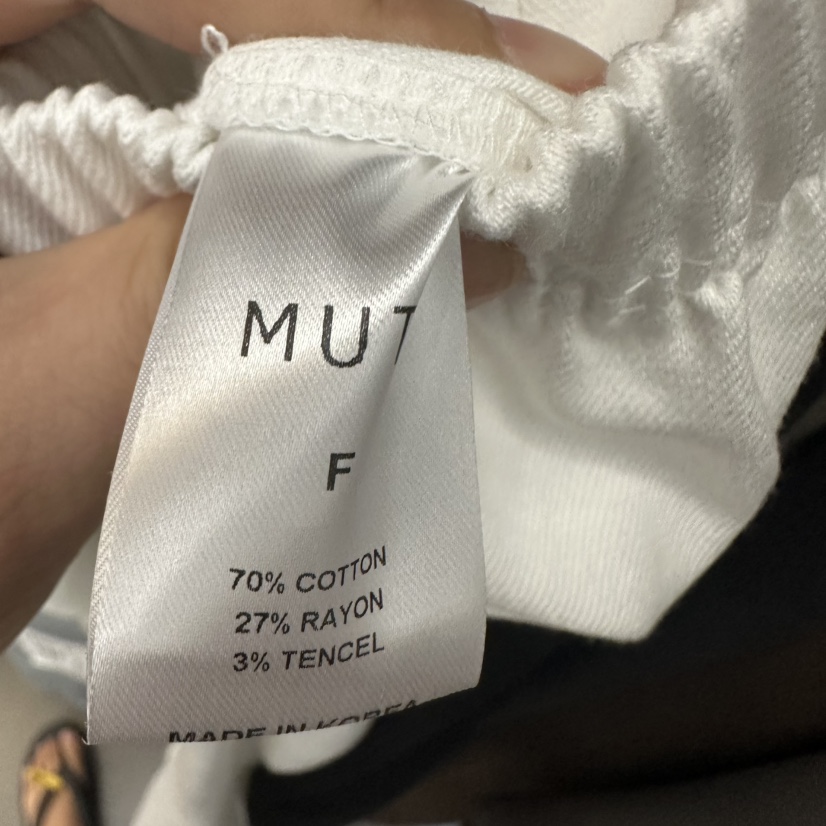 MUT
F
70% COTTON
27% RAYON
3% TENCEL
MADE IN KOREA